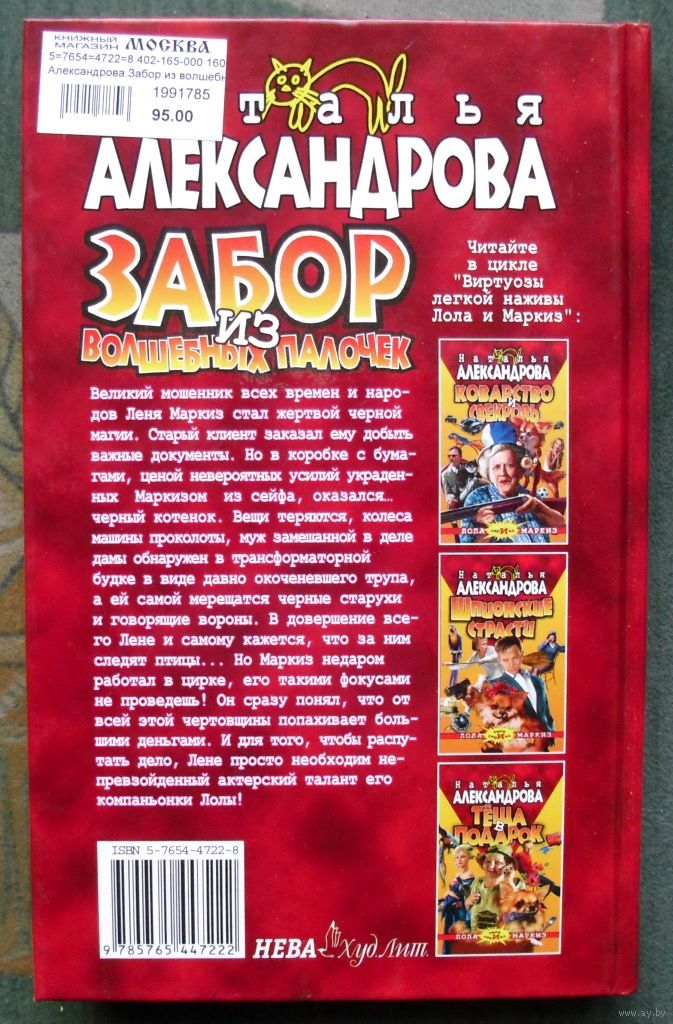 КНИЖНЫЙ
МАГАЗИН МОСКВА
5=7654=4722=8 402-165-000 160
Александрова.Забор из волшебн
1991785
95.00
талья
АЛЕКСАНДРОВА
ЗАБОР
ИЗ
ВОЛШЕБНЫХ ПАЛОЧЕК
Великий мошенник всех времен и наро-
дов Леня Маркиз стал жертвой черной
магии. Старый клиент заказал ему добыть
важные документы. Но в коробке с бума-
гами, ценой невероятных усилий украден-
ных Маркизом из сейфа, оказался…
черный котенок. Вещи теряются, колеса
машины проколоты, муж замешанной в деле
дамы обнаружен в трансформаторной
будке в виде давно окоченевшего трупа,
а ей самой мерещатся черные старухи
и говорящие вороны. В довершение все-
го Лене и самому кажется, что за ним
следят птицы... Но Маркиз недаром
работал в цирке, его такими фокусами
не проведешь! Он сразу понял, что от
всей этой чертовщины попахивает боль-
шими деньгами. И для того, чтобы распу-
тать дело, Лене просто необходим не-
превзойденный актерский талант его
компаньонки Лолы!
Читайте
в цикле
"Виртуозы
легкой наживы
Лола и Маркиз":
Наталья
АЛЕКСАНДРОВА
КОВАРСТВО
И
СВЕКРОВЬ
ЛОЛА И МАРКИЗ
Наталья
АЛЕКСАНДРОВА
ШПИОНСКИЕ
СТРАСТИ
ЛОЛА И МАРКИЗ
Наталья
АЛЕКСАНДРОВА
ТЁЩА
В
ПОДАРОК
ЛОЛА И МАРКИЗ
ISBN 5-7654-4722-8
9 785765 447222
НЕВА Худ.Лит.
www.ay.by